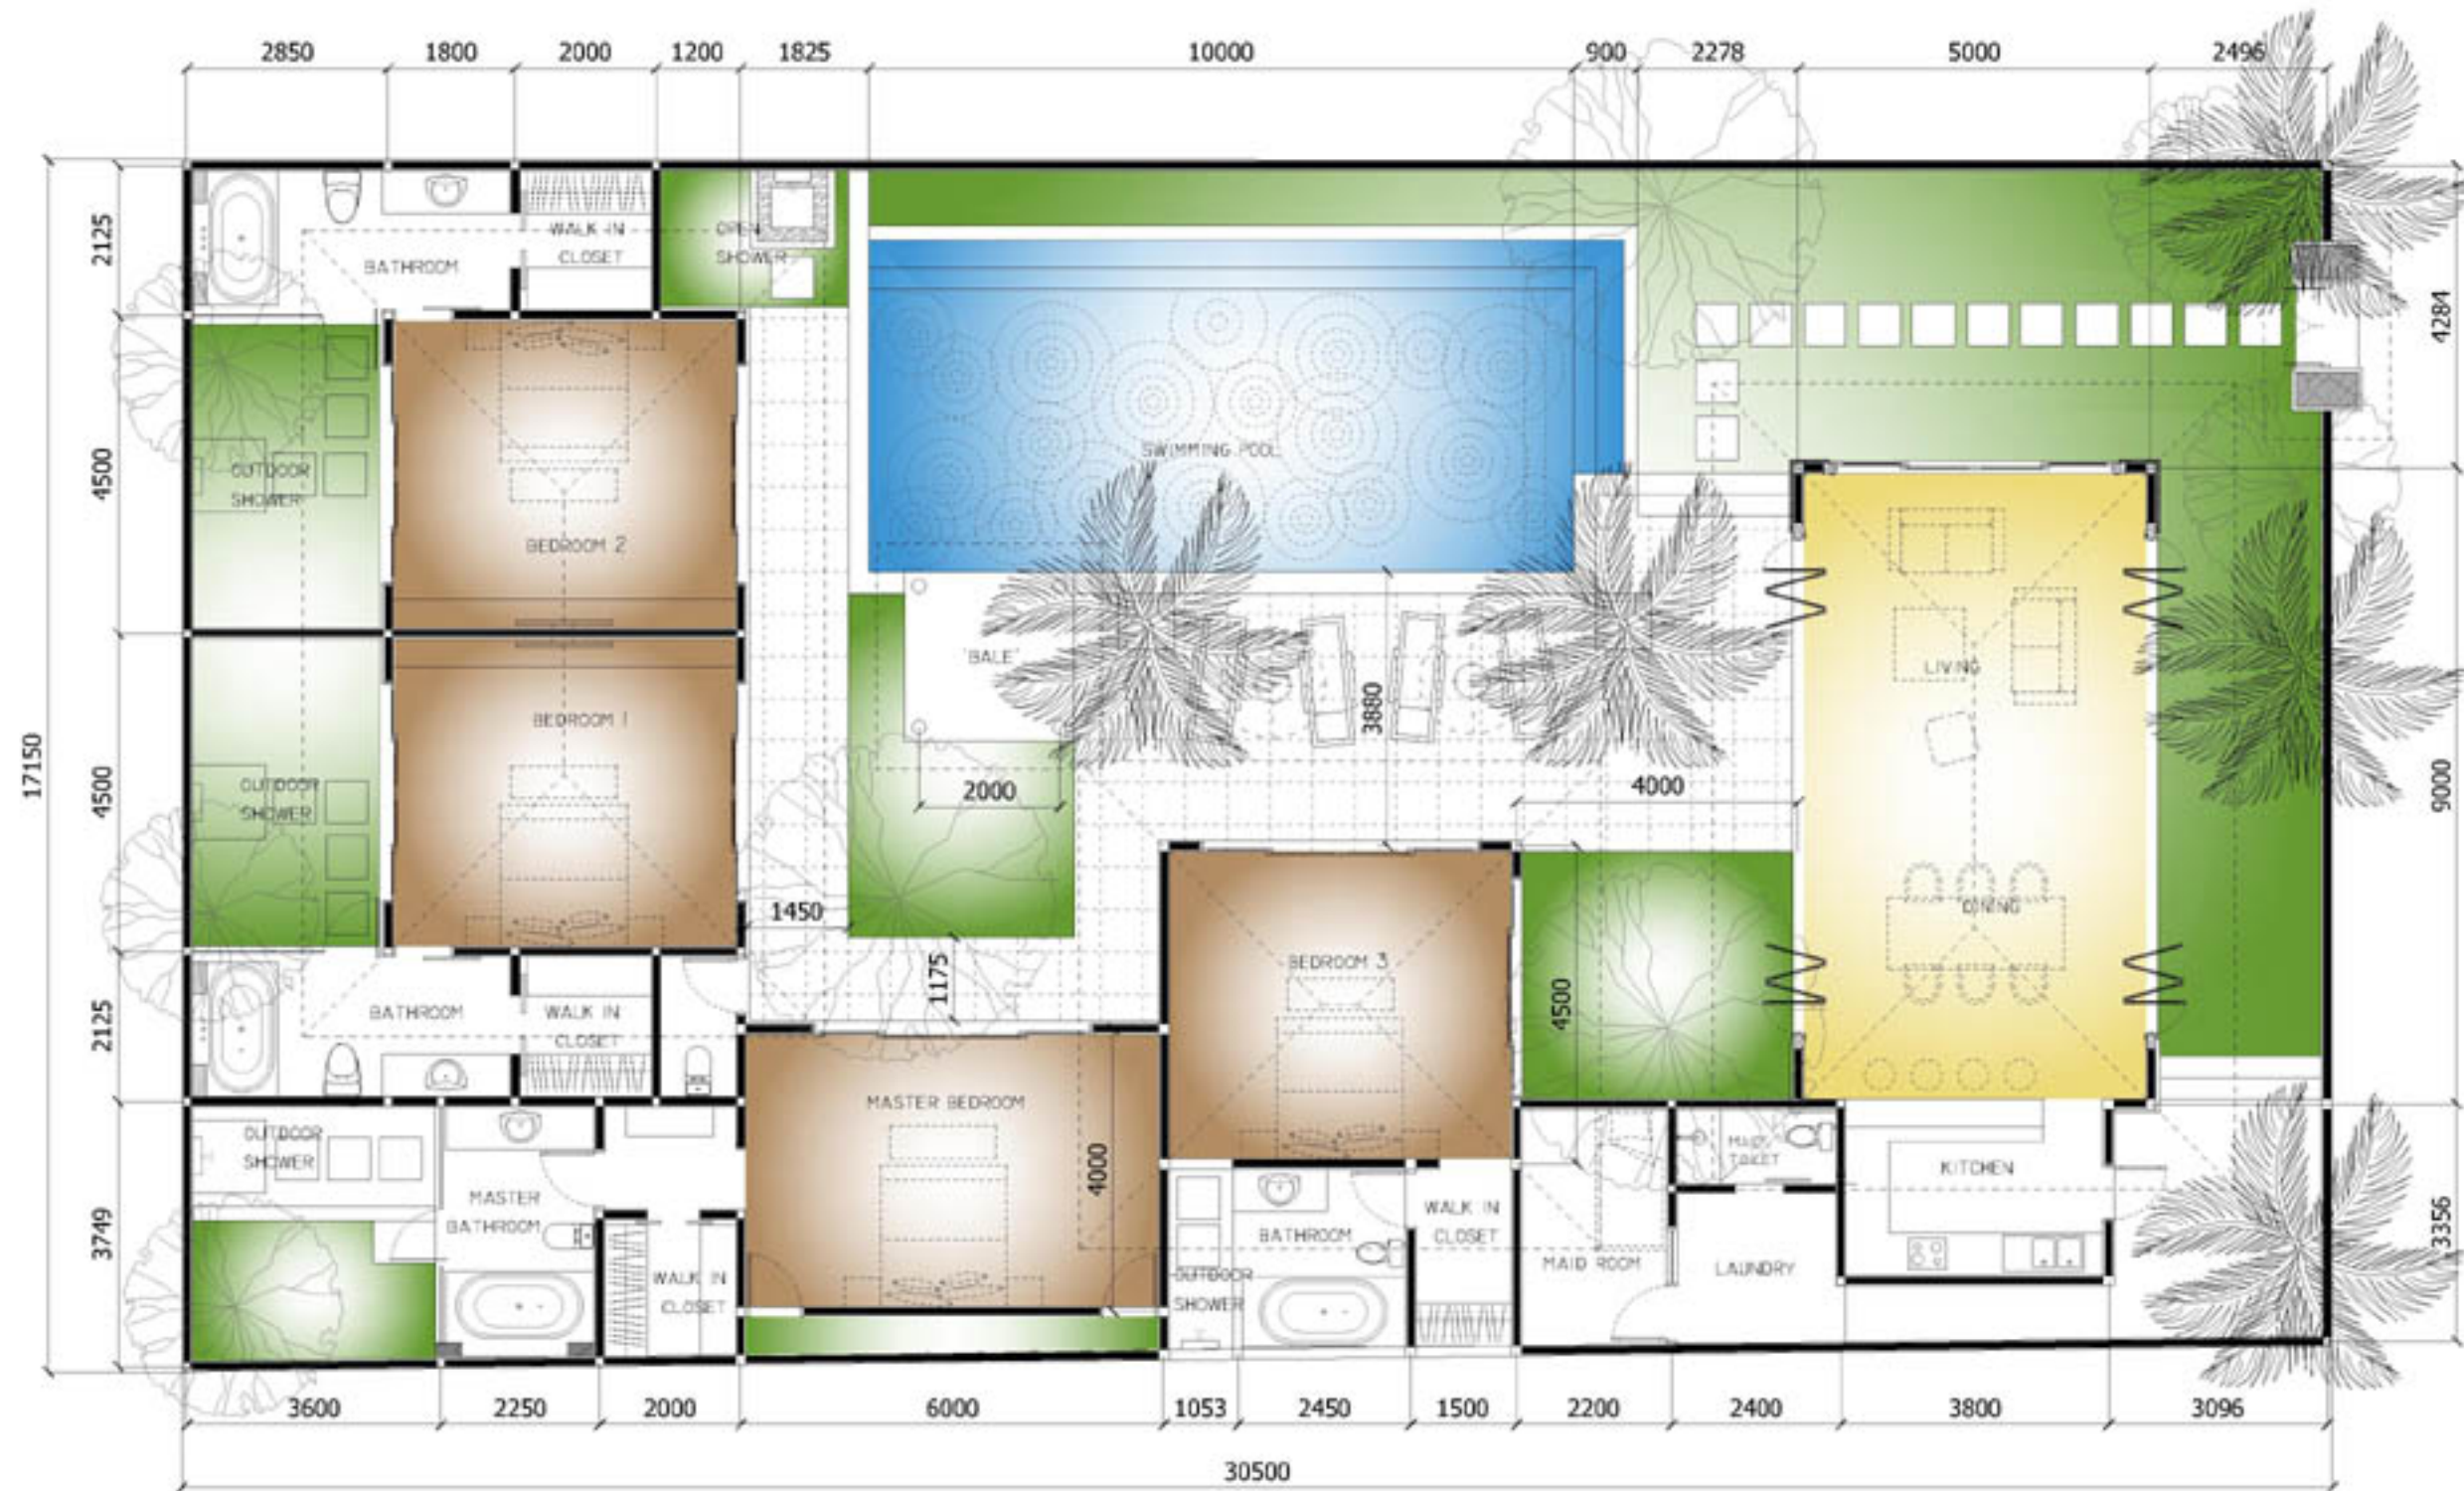 2850 1800 2000 1200 1825 10000 900 2278 5000 2496
2125
WALK IN
CLOSET
BATHROOM
OPEN
SHOWER
4284
SWIMMING POOL
4500
OUTDOOR
SHOWER
BEDROOM 2
'BALE'
LIVING
3880
BEDROOM 1
17150
4500
OUTDOOR
SHOWER
2000
4000
9000
1450
DINING
BEDROOM 3
1175
4500
2125
BATHROOM
WALK IN
CLOSET
MASTER BEDROOM
4000
OUTDOOR
SHOWER
MASTER
BATHROOM
MAID
TOILET
KITCHEN
3749
WALK IN
CLOSET
BATHROOM
WALK IN
CLOSET
OUTDOOR
SHOWER
MAID ROOM
LAUNDRY
3356
3600 2250 2000 6000 1053 2450 1500 2200 2400 3800 3096
30500